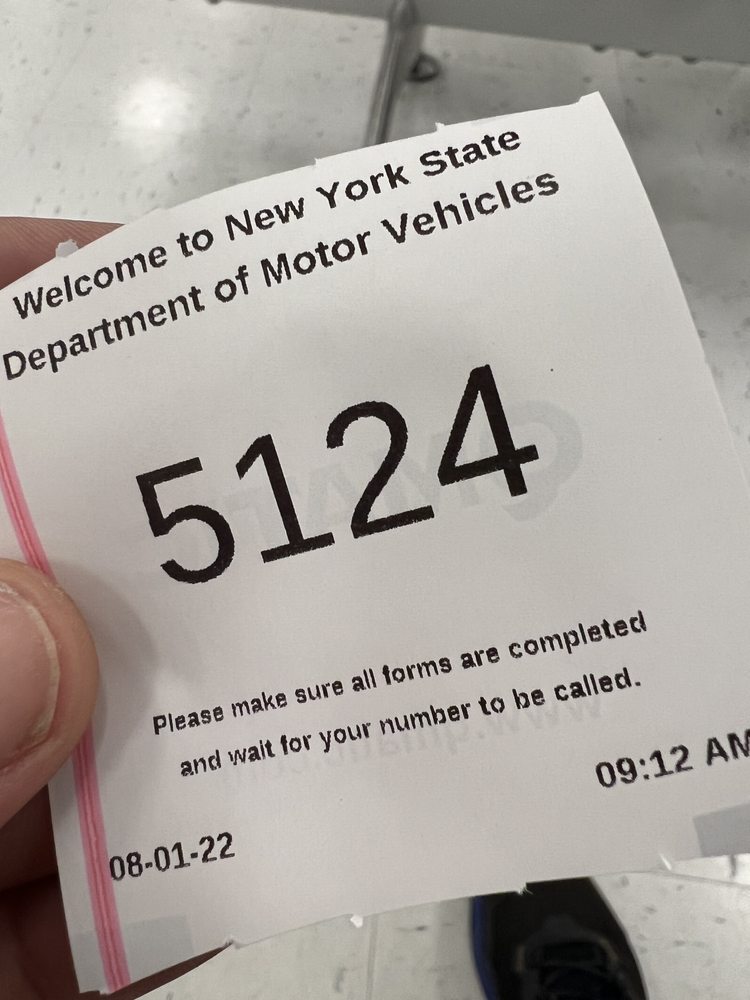 Welcome to New York State
Department of Motor Vehicles
5124
Please make sure all forms are completed
and wait for your number to be called.
09:12 AM
08-01-22